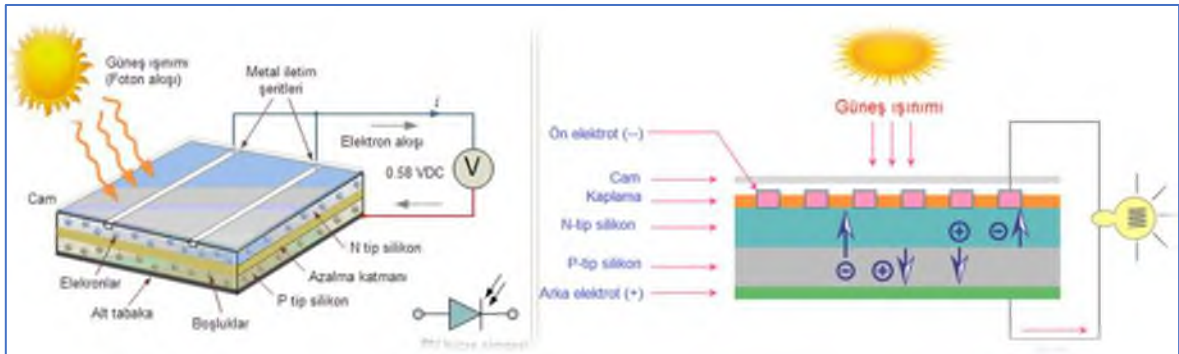 Güneş ışınımı
(Foton akışı)
Metal iletim
şeritleri
i
Elektron akışı
0.58 VDC
V
Cam
N tip silikon
Azalma katmanı
P tip silikon
Elekronlar
Alt tabaka
Boşluklar
Güneş ışınımı
Ön elektrot (--)
Cam
Kaplama
N-tip silikon
P-tip silikon
Arka elektrot (+)